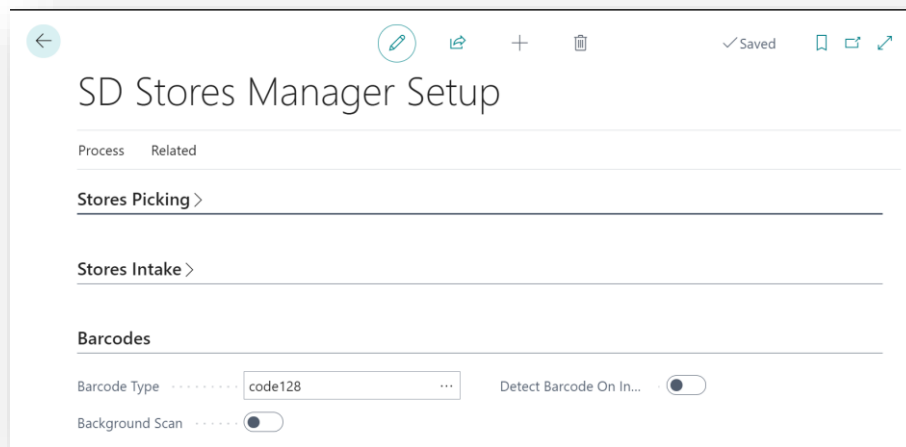 Saved
SD Stores Manager Setup
Process Related
Stores Picking
Stores Intake
Barcodes
Barcode Type code128 ... Detect Barcode On In...
Background Scan